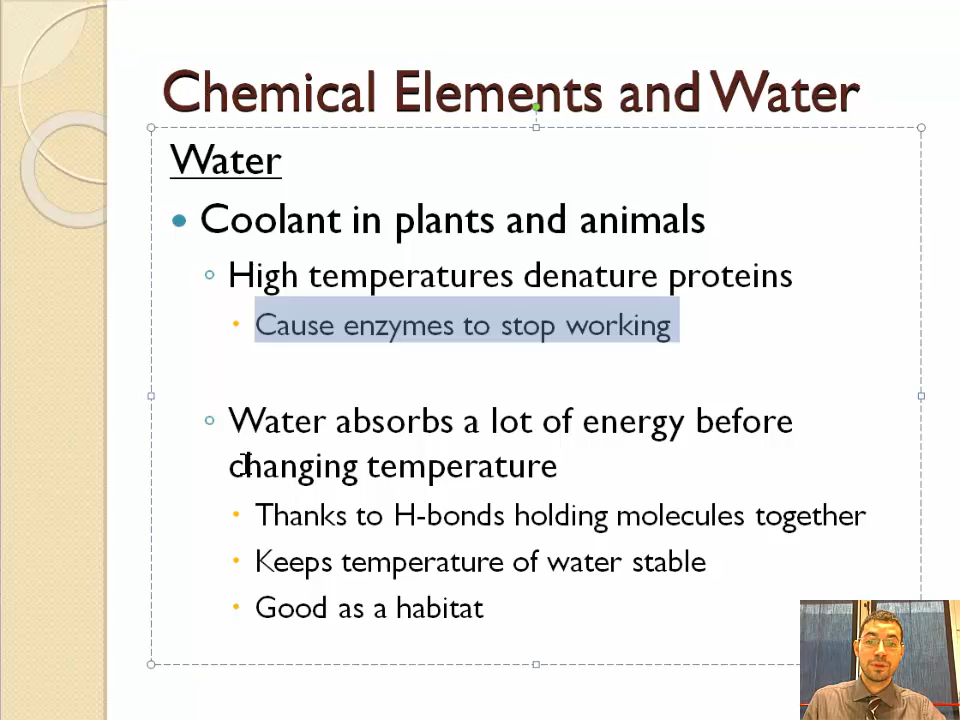 Chemical Elements and Water
Water
• Coolant in plants and animals
◦ High temperatures denature proteins
· Cause enzymes to stop working
◦ Water absorbs a lot of energy before
changing temperature
· Thanks to H-bonds holding molecules together
· Keeps temperature of water stable
· Good as a habitat